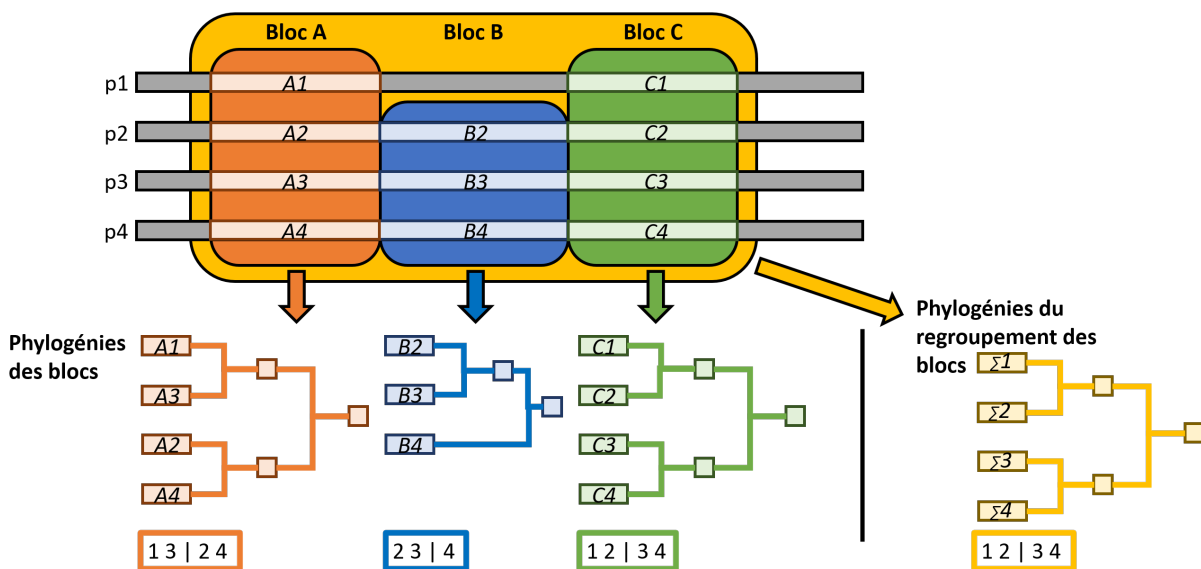 Bloc A Bloc B Bloc C
p1 A1 C1
p2 A2 B2 C2
p3 A3 B3 C3
p4 A4 B4 C4
Phylogénies
des blocs
A1
A3
A2
A4
1 3 | 2 4
B2
B3
B4
2 3 | 4
C1
C2
C3
C4
1 2 | 3 4
Phylogénies du
regroupement des
blocs
∑1
∑2
∑3
∑4
1 2 | 3 4